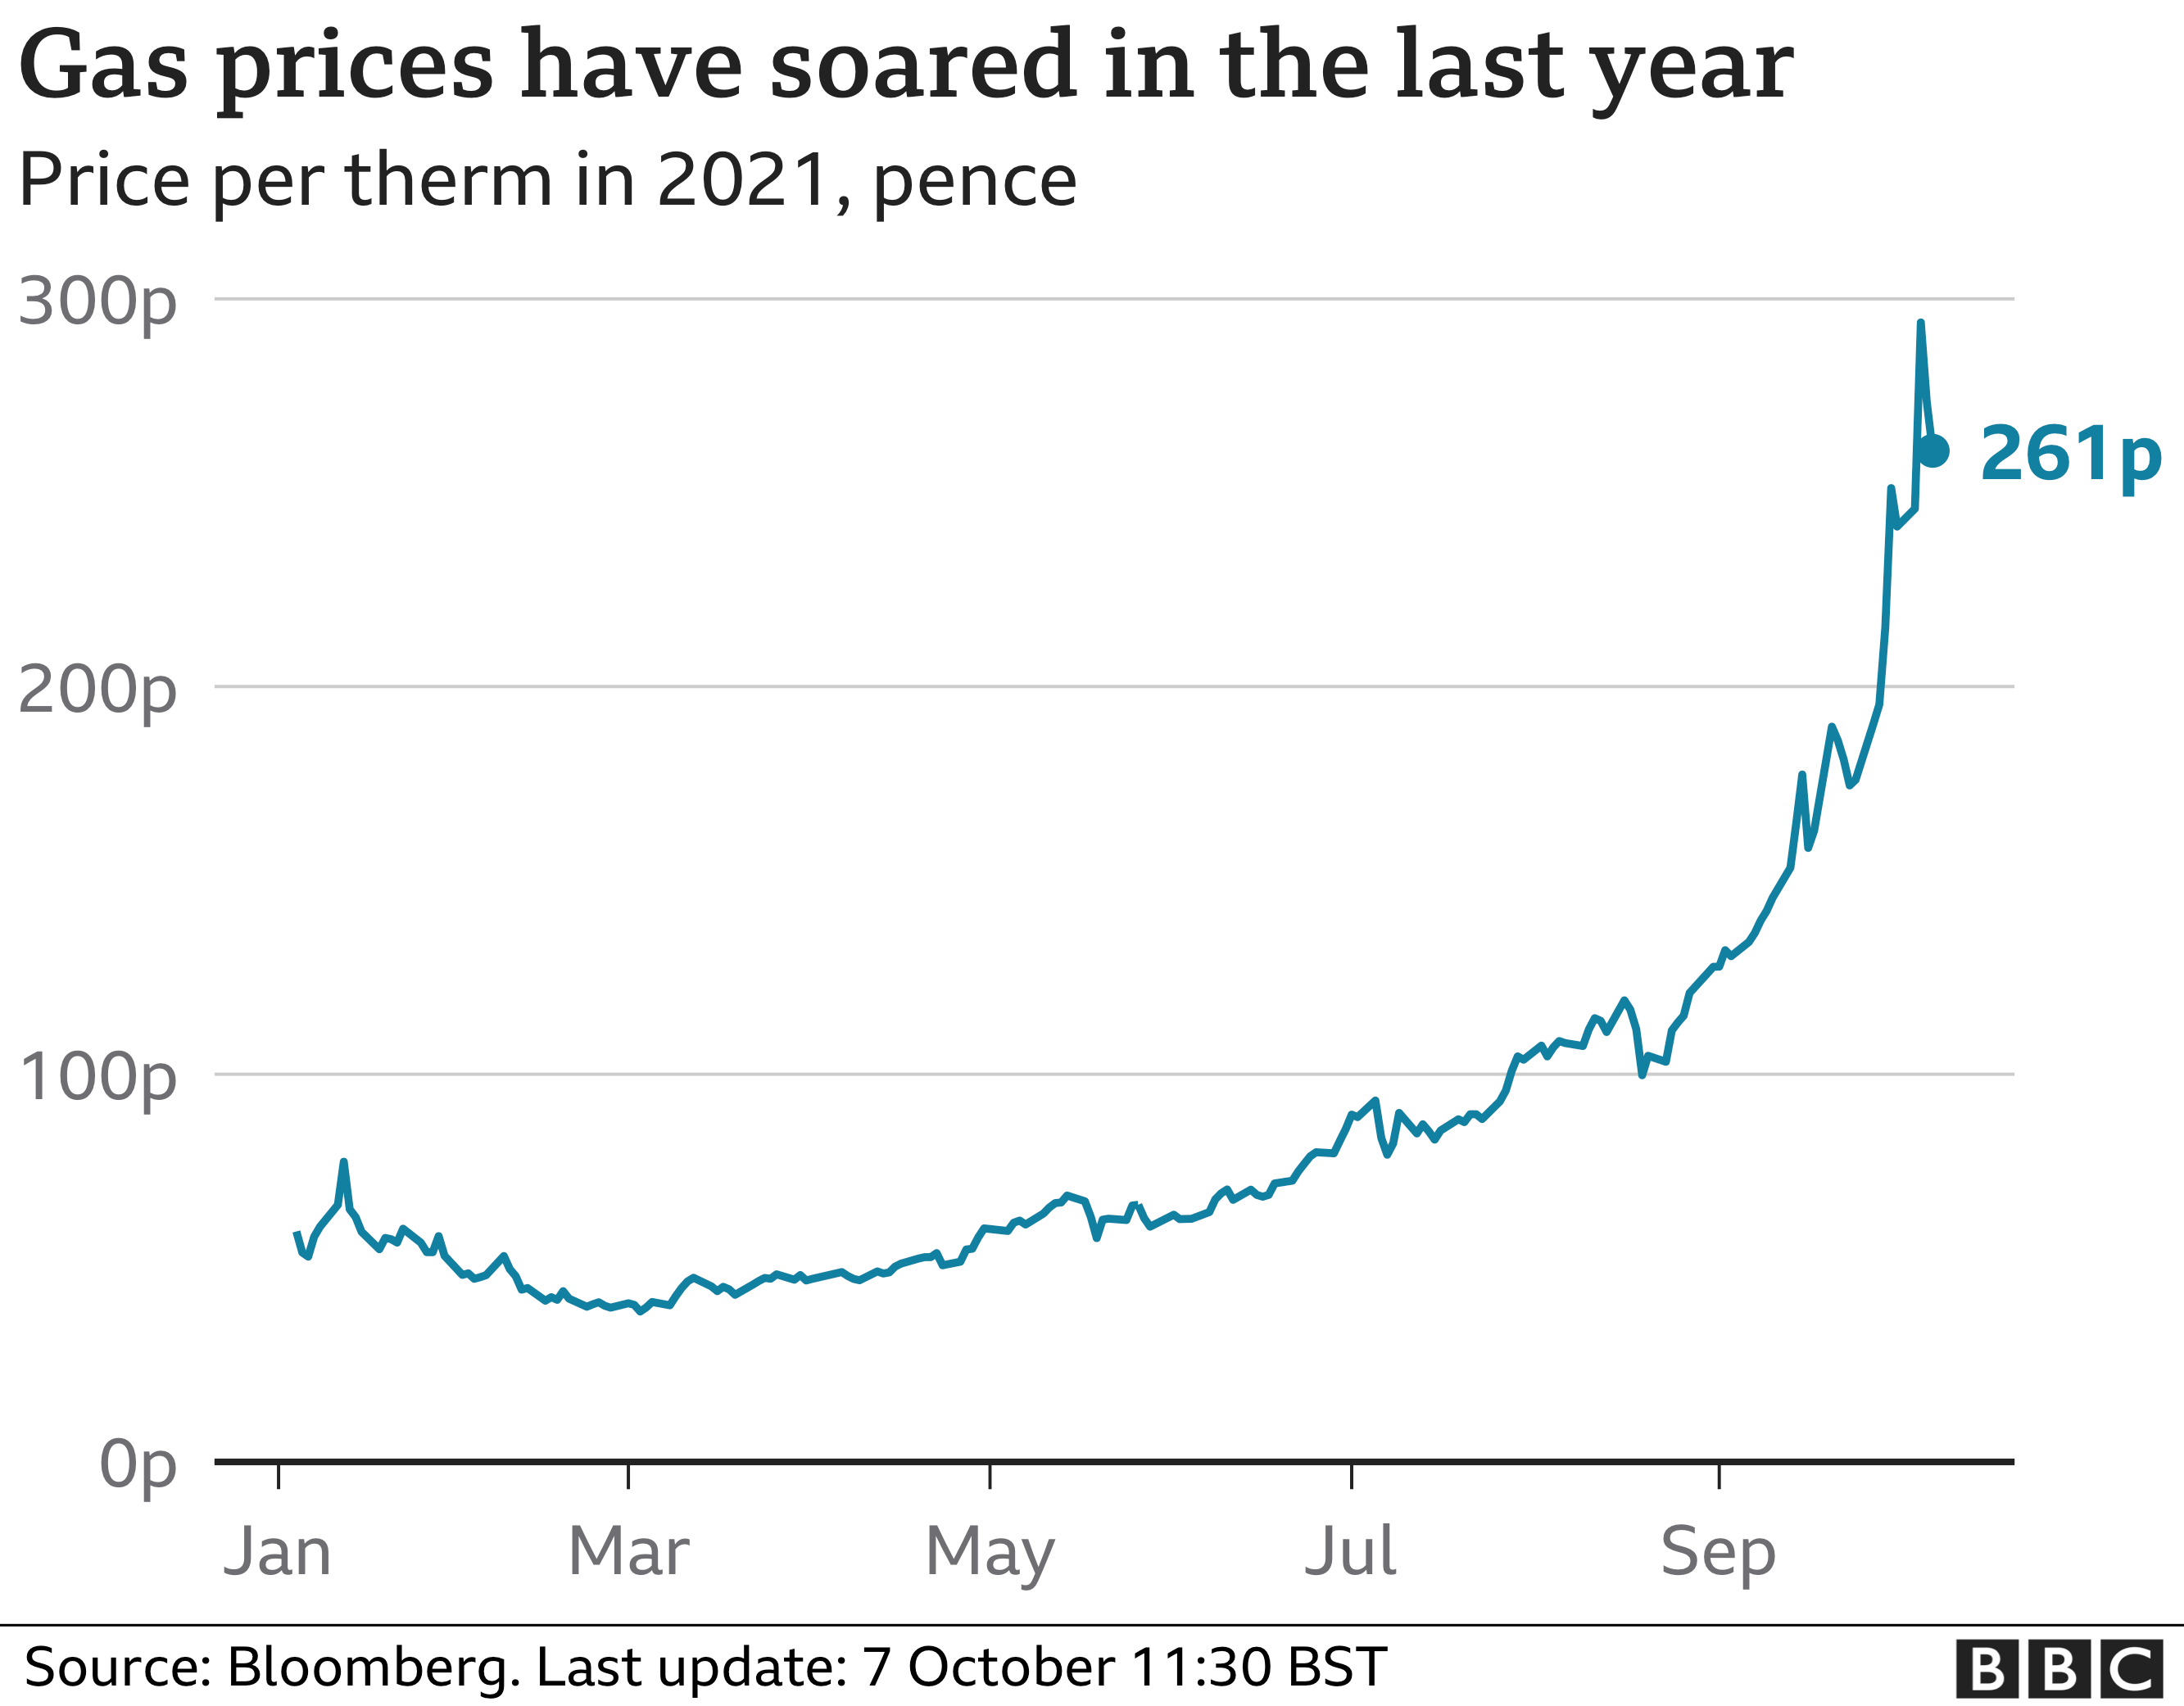 Gas prices have soared in the last year
Price per therm in 2021, pence
300p
261p
200p
100p
0p
Jan Mar May Jul Sep
Source: Bloomberg. Last update: 7 October 11:30 BST
BBC